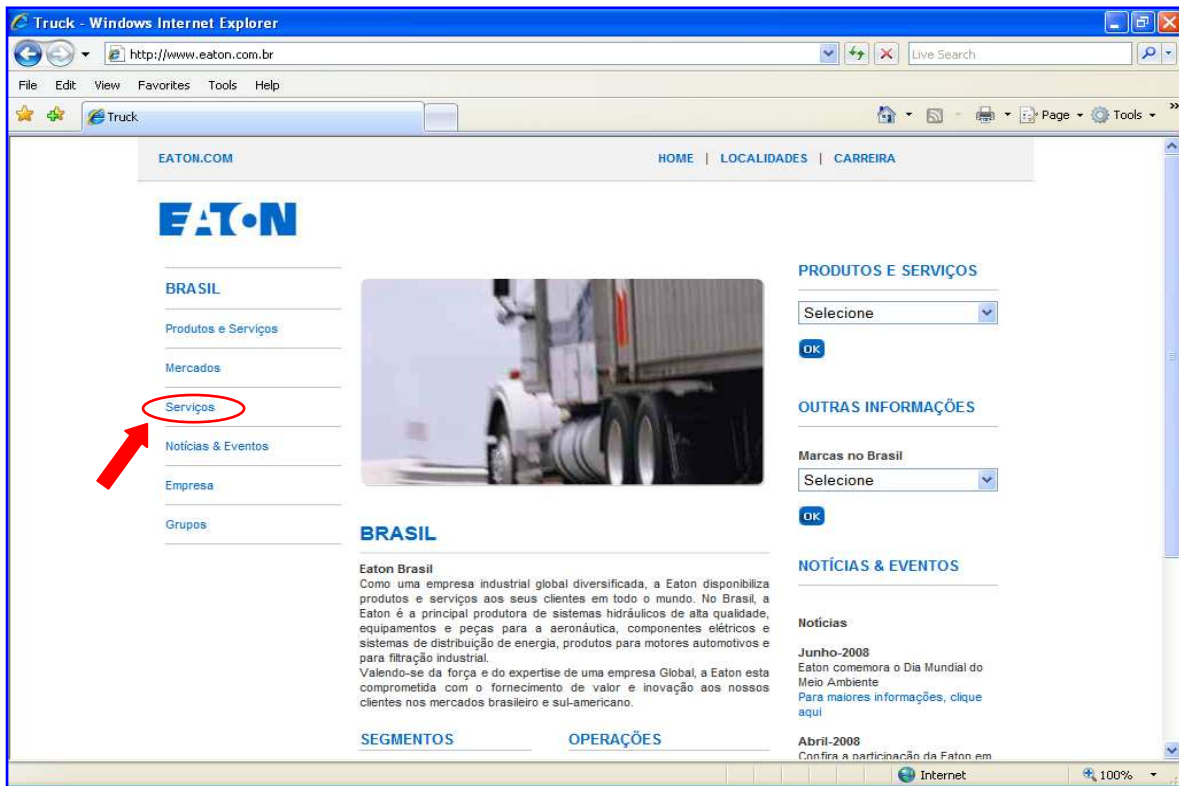 Truck - Windows Internet Explorer
http://www.eaton.com.br
Live Search
File Edit View Favorites Tools Help
Truck
Page Tools
EATON.COM
HOME | LOCALIDADES | CARREIRA
EATON
BRASIL
Produtos e Serviços
Mercados
Serviços
Notícias & Eventos
Empresa
Grupos
BRASIL
Eaton Brasil
Como uma empresa industrial global diversificada, a Eaton disponibiliza
produtos e serviços aos seus clientes em todo o mundo. No Brasil, a
Eaton é a principal produtora de sistemas hidráulicos de alta qualidade,
equipamentos e peças para a aeronáutica, componentes elétricos e
sistemas de distribuição de energia, produtos para motores automotivos e
para filtração industrial.
Valendo-se da força e do expertise de uma empresa Global, a Eaton esta
comprometida com o fornecimento de valor e inovação aos nossos
clientes nos mercados brasileiro e sul-americano.
SEGMENTOS
OPERAÇÕES
PRODUTOS E SERVIÇOS
Selecione
OK
OUTRAS INFORMAÇÕES
Marcas no Brasil
Selecione
OK
NOTÍCIAS & EVENTOS
Notícias
Junho-2008
Eaton comemora o Dia Mundial do
Meio Ambiente
Para maiores informações, clique
aqui
Abril-2008
Confira a participação da Eaton em
Internet
100%